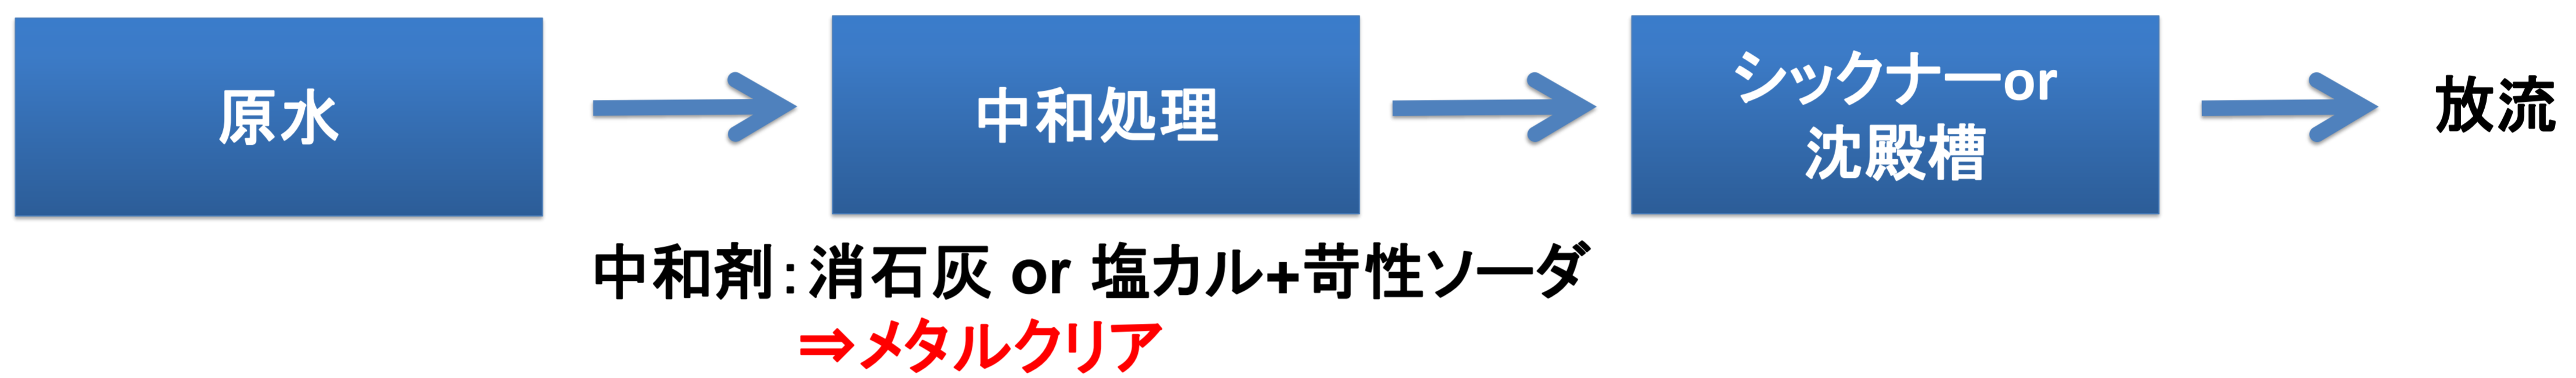 原水
中和処理
シックナーor
沈殿槽
放流
中和剤：消石灰 or 塩カル+苛性ソーダ
⇒メタルクリア